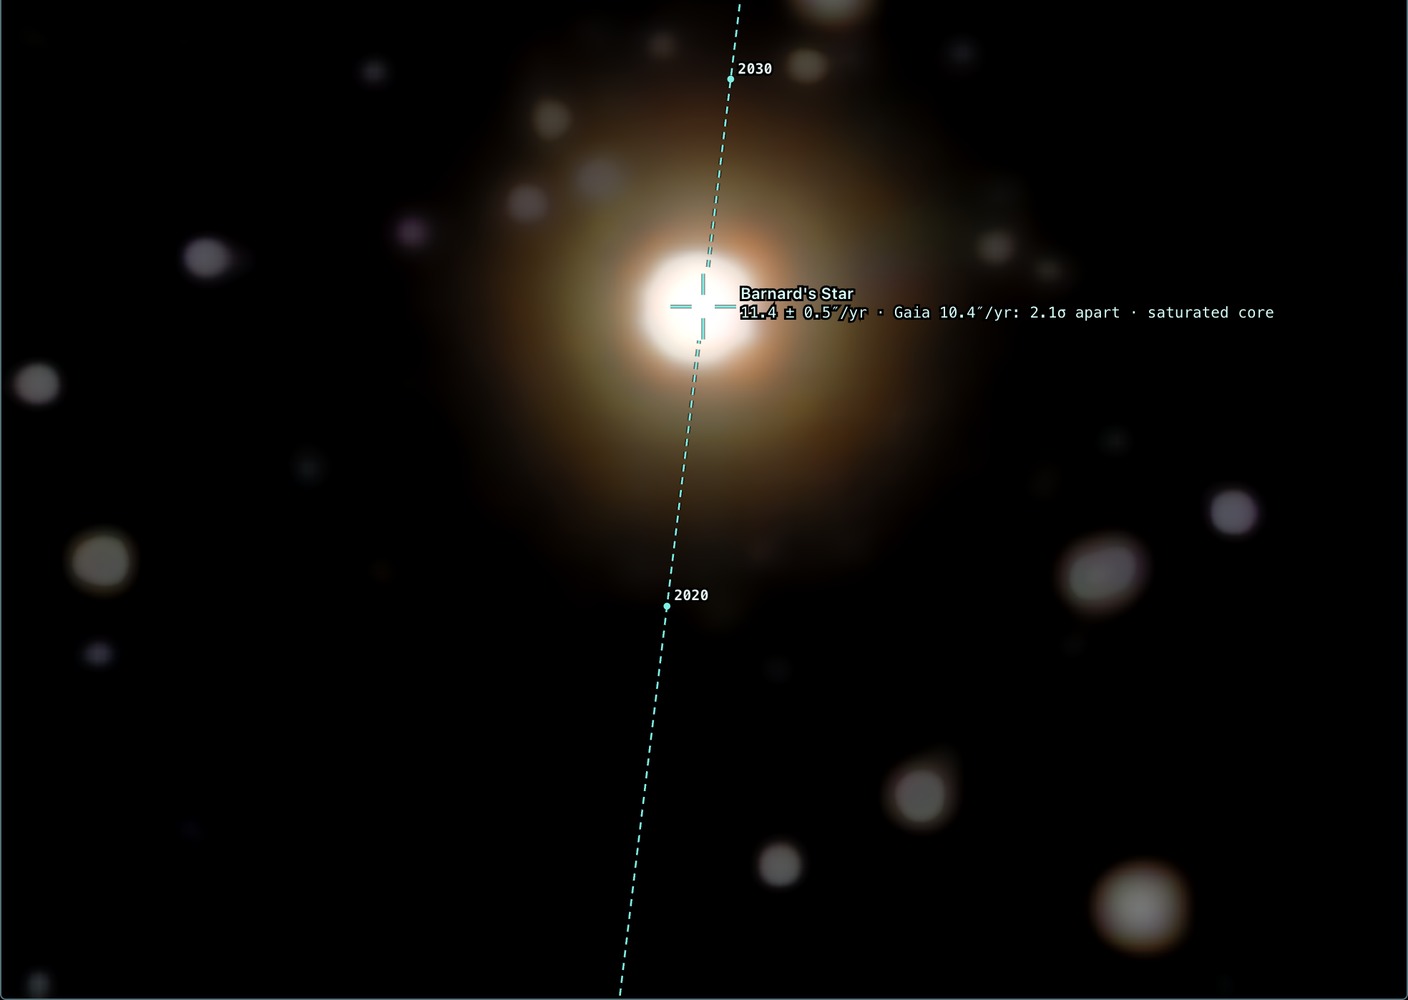 2030
Barnard's Star
11.4 ± 0.5″/yr · Gaia 10.4″/yr: 2.1σ apart · saturated core
2020